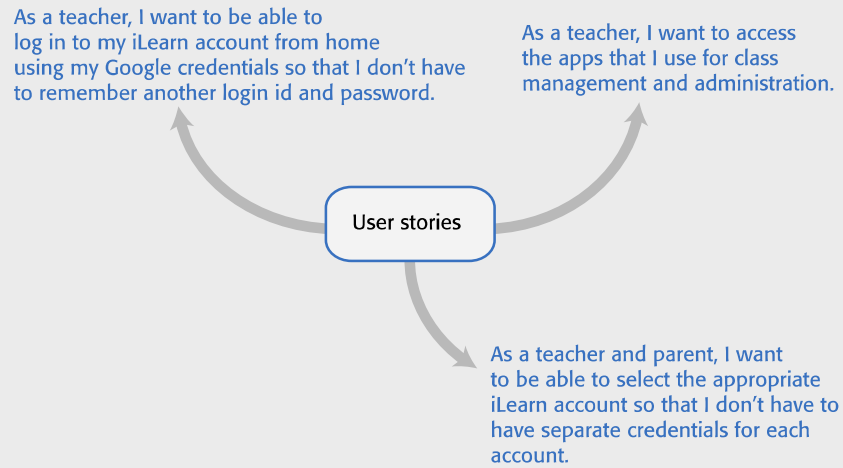 As a teacher, I want to be able to
log in to my iLearn account from home
using my Google credentials so that I don't have
to remember another login id and password.
As a teacher, I want to access
the apps that I use for class
management and administration.
User stories
As a teacher and parent, I want
to be able to select the appropriate
iLearn account so that I don't have to
have separate credentials for each
account.